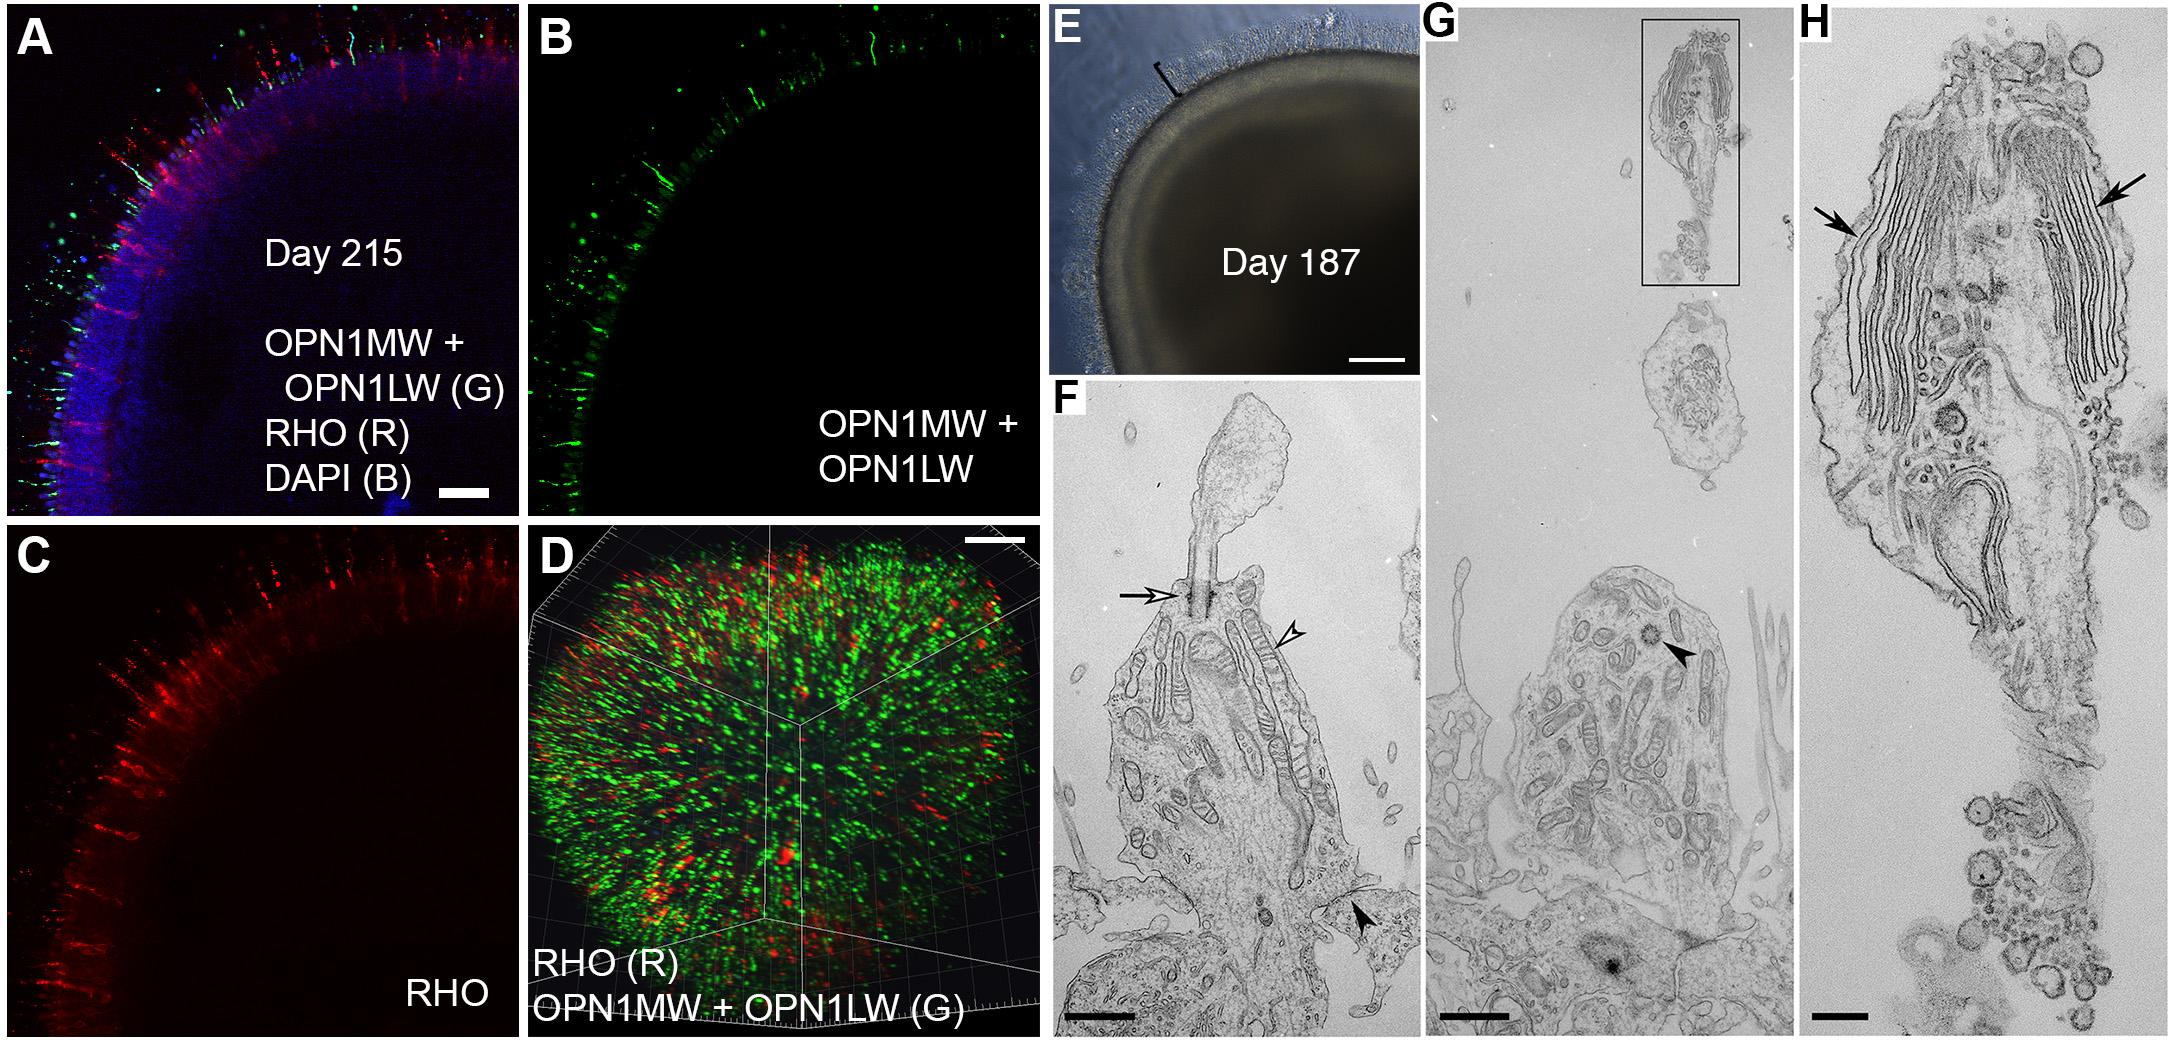 A
Day 215
OPN1MW +
OPN1LW (G)
RHO (R)
DAPI (B)
B
OPN1MW +
OPN1LW
C
RHO
D
RHO (R)
OPN1MW + OPN1LW (G)
E
Day 187
F
G
H